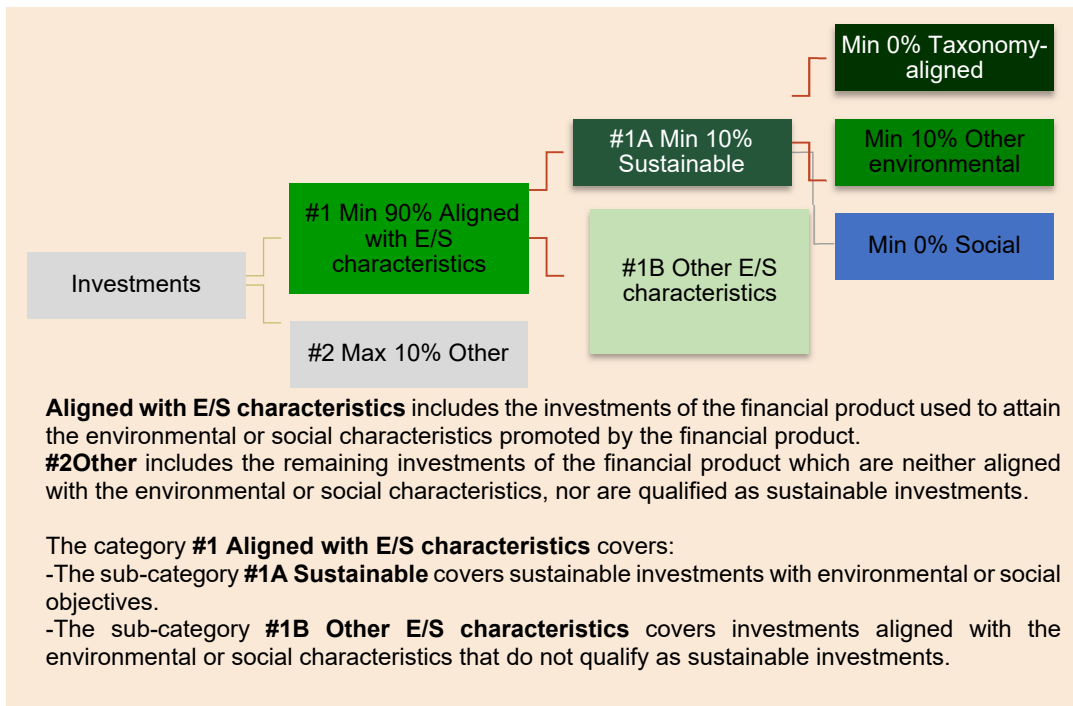 Min 0% Taxonomy-
aligned
#1A Min 10%
Sustainable
Min 10% Other
environmental
#1 Min 90% Aligned
with E/S
characteristics
Min 0% Social
#1B Other E/S
characteristics
Investments
#2 Max 10% Other
Aligned with E/S characteristics includes the investments of the financial product used to attain
the environmental or social characteristics promoted by the financial product.
#2Other includes the remaining investments of the financial product which are neither aligned
with the environmental or social characteristics, nor are qualified as sustainable investments.
The category #1 Aligned with E/S characteristics covers:
-The sub-category #1A Sustainable covers sustainable investments with environmental or social
objectives.
-The sub-category #1B Other E/S characteristics covers investments aligned with the
environmental or social characteristics that do not qualify as sustainable investments.